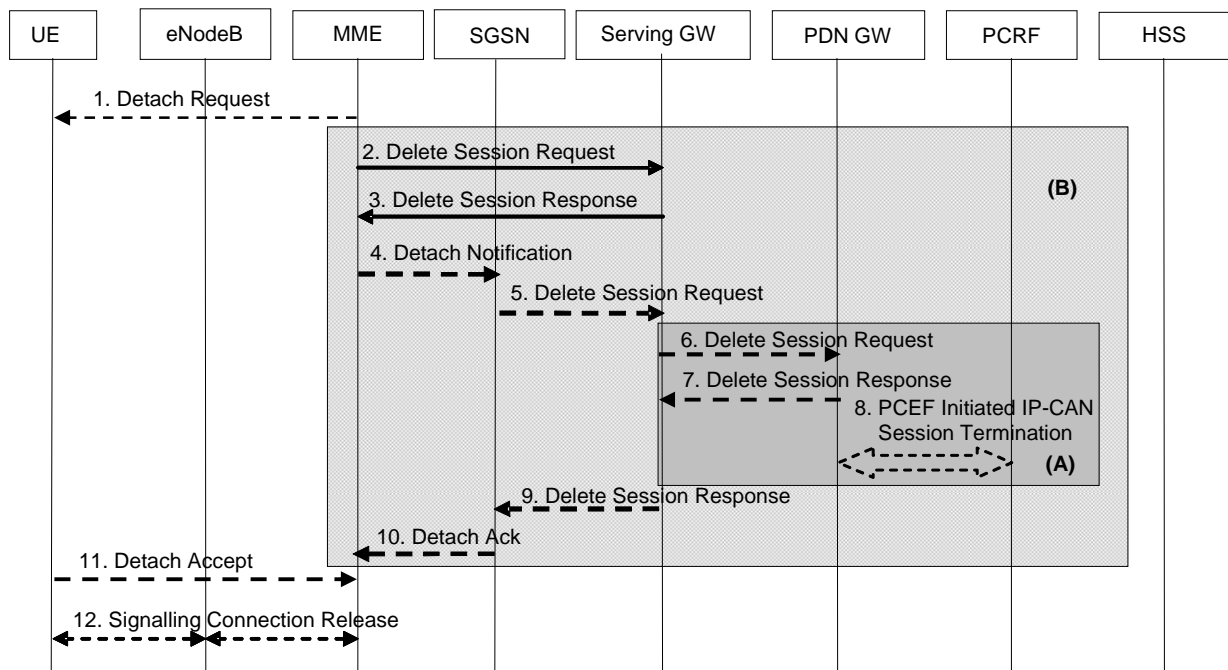 UE
eNodeB
MME
SGSN
Serving GW
PDN GW
PCRF
HSS
1. Detach Request
2. Delete Session Request
(B)
3. Delete Session Response
4. Detach Notification
5. Delete Session Request
6. Delete Session Request
7. Delete Session Response
8. PCEF Initiated IP-CAN
Session Termination
(A)
9. Delete Session Response
10. Detach Ack
11. Detach Accept
12. Signalling Connection Release